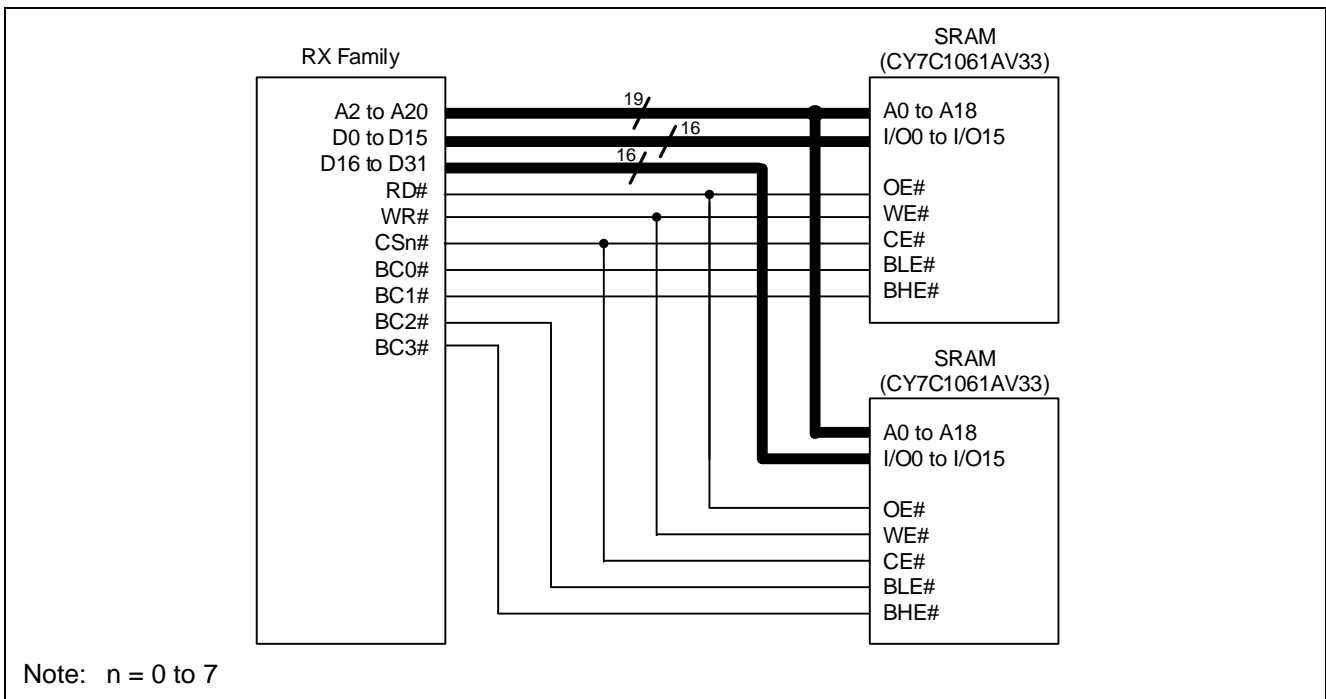 RX Family
A2 to A20
D0 to D15
D16 to D31
RD#
WR#
CSn#
BC0#
BC1#
BC2#
BC3#
19
16
16
SRAM
(CY7C1061AV33)
A0 to A18
I/O0 to I/O15
OE#
WE#
CE#
BLE#
BHE#
SRAM
(CY7C1061AV33)
A0 to A18
I/O0 to I/O15
OE#
WE#
CE#
BLE#
BHE#
Note: n = 0 to 7